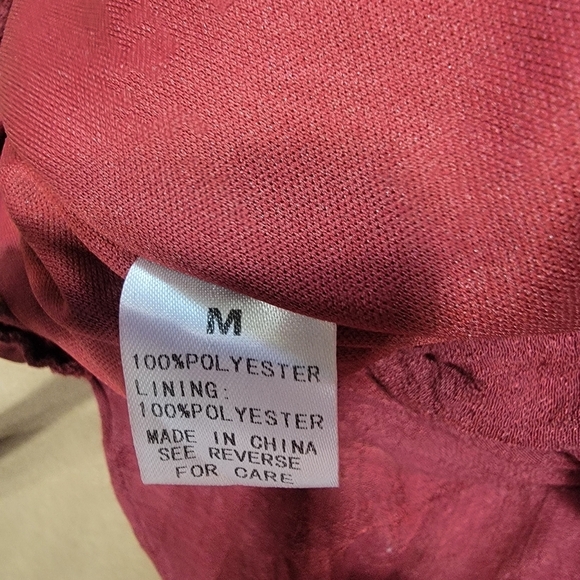 M
100%POLYESTER
LINING:
100%POLYESTER
MADE IN CHINA
SEE REVERSE
FOR CARE